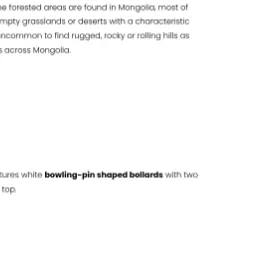 e forested areas are found in Mongolia, most of
mpty grasslands or deserts with a characteristic
ncommon to find rugged, rocky or rolling hills as
s across Mongolia.
tures white bowling-pin shaped bollards with two
top.